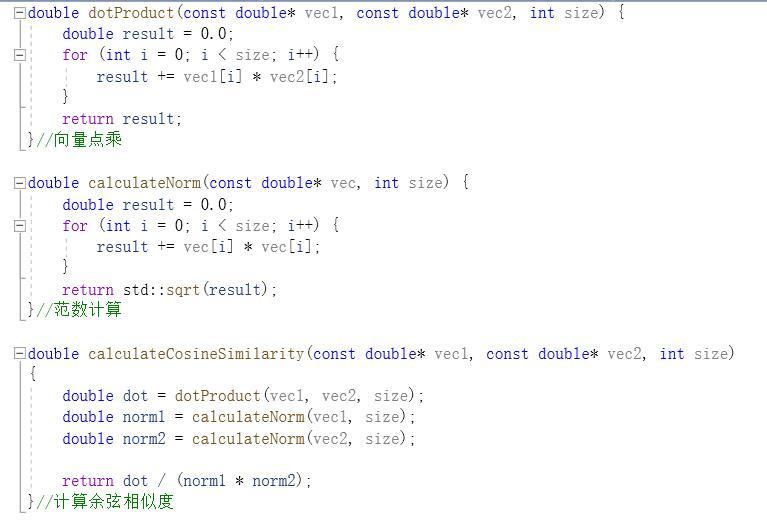 double dotProduct(const double* vec1, const double* vec2, int size) {
    double result = 0.0;
    for (int i = 0; i < size; i++) {
        result += vec1[i] * vec2[i];
    }
    return result;
}//向量点乘

double calculateNorm(const double* vec, int size) {
    double result = 0.0;
    for (int i = 0; i < size; i++) {
        result += vec[i] * vec[i];
    }
    return std::sqrt(result);
}//范数计算

double calculateCosineSimilarity(const double* vec1, const double* vec2, int size)
{
    double dot = dotProduct(vec1, vec2, size);
    double norm1 = calculateNorm(vec1, size);
    double norm2 = calculateNorm(vec2, size);

    return dot / (norm1 * norm2);
}//计算余弦相似度